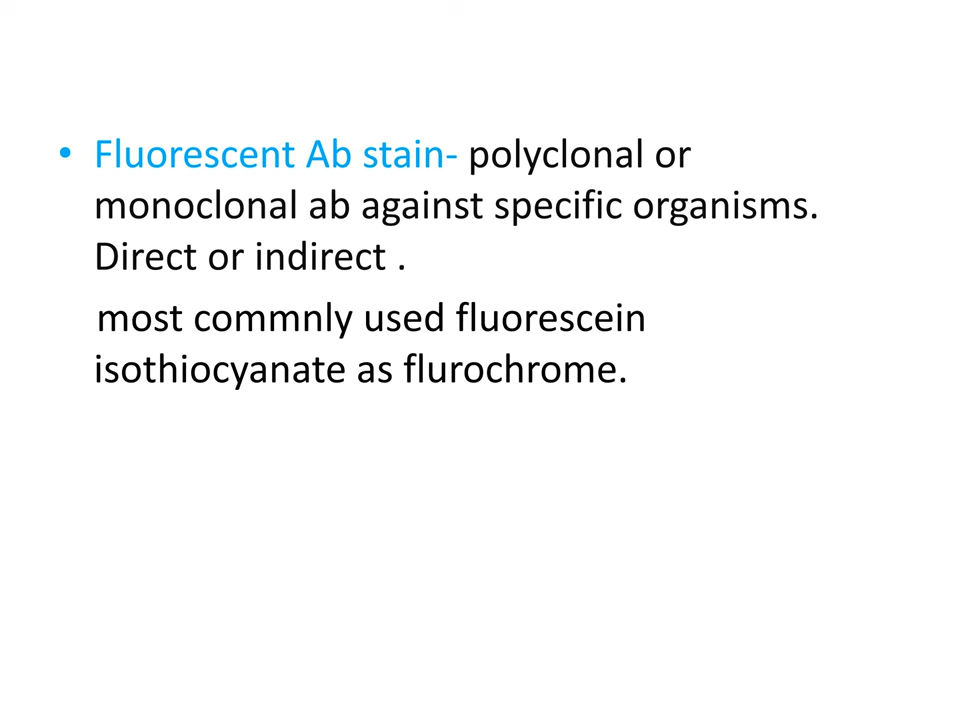 • Fluorescent Ab stain- polyclonal or
monoclonal ab against specific organisms.
Direct or indirect .
most commnly used fluorescein
isothiocyanate as flurochrome.